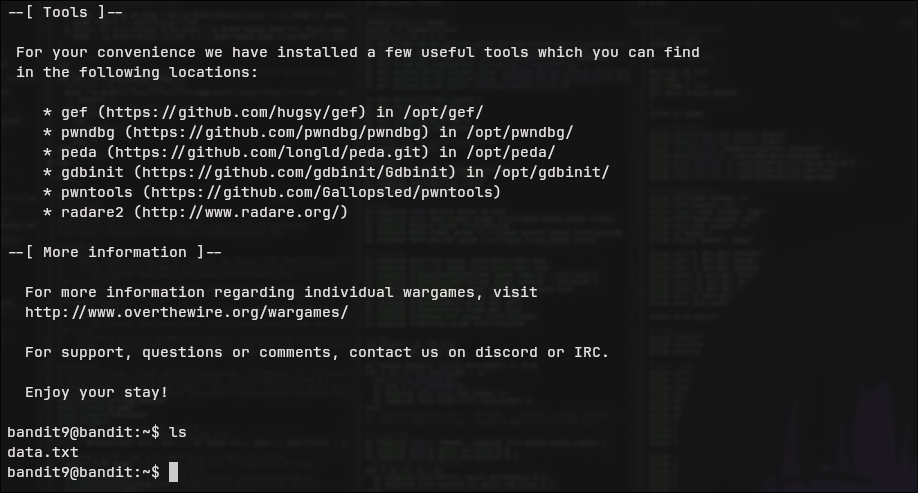 --[ Tools ]--
For your convenience we have installed a few useful tools which you can find
in the following locations:
* gef (https://github.com/hugsy/gef) in /opt/gef/
* pwndbg (https://github.com/pwndbg/pwndbg) in /opt/pwndbg/
* peda (https://github.com/longld/peda.git) in /opt/peda/
* gdbinit (https://github.com/gdbinit/Gdbinit) in /opt/gdbinit/
* pwntools (https://github.com/Gallopsled/pwntools)
* radare2 (http://www.radare.org/)
--[ More information ]--
For more information regarding individual wargames, visit
http://www.overthewire.org/wargames/
For support, questions or comments, contact us on discord or IRC.
Enjoy your stay!
bandit9@bandit:~$ ls
data.txt
bandit9@bandit:~$